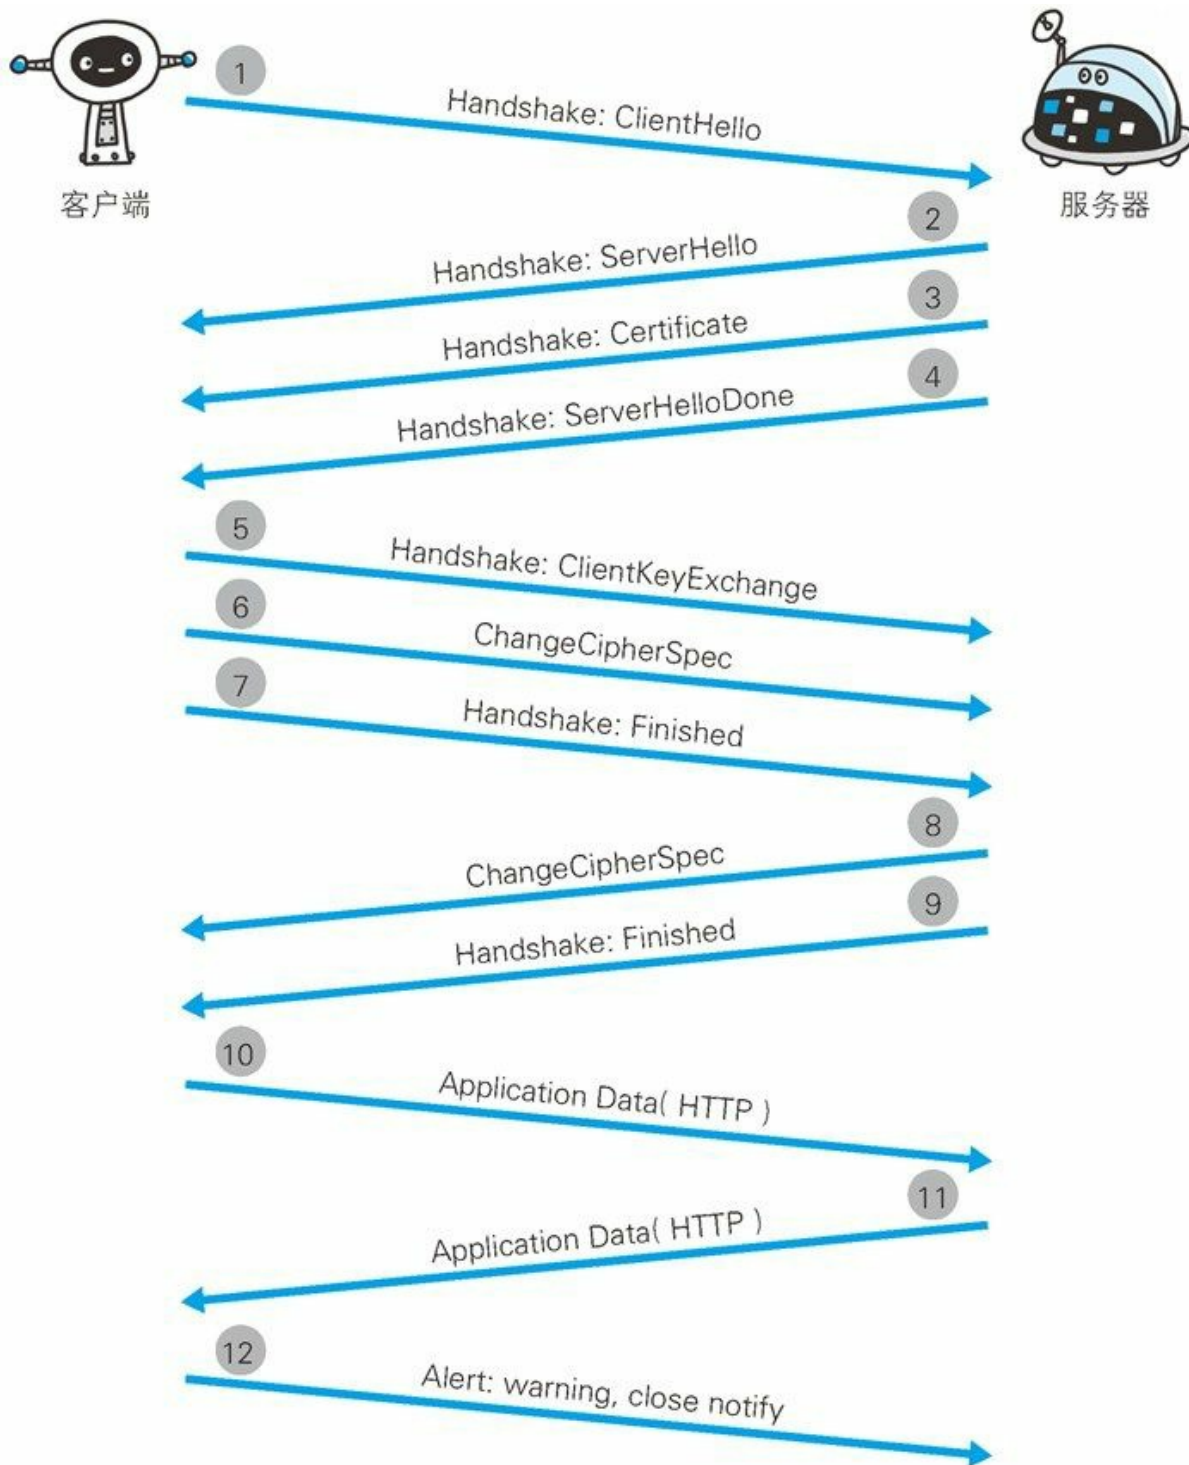 1
Handshake: ClientHello
客户端
服务器
2
Handshake: ServerHello
3
Handshake: Certificate
4
Handshake: ServerHelloDone
5
Handshake: ClientKeyExchange
6
ChangeCipherSpec
7
Handshake: Finished
8
ChangeCipherSpec
9
Handshake: Finished
10
Application Data( HTTP )
11
Application Data( HTTP )
12
Alert: warning, close notify